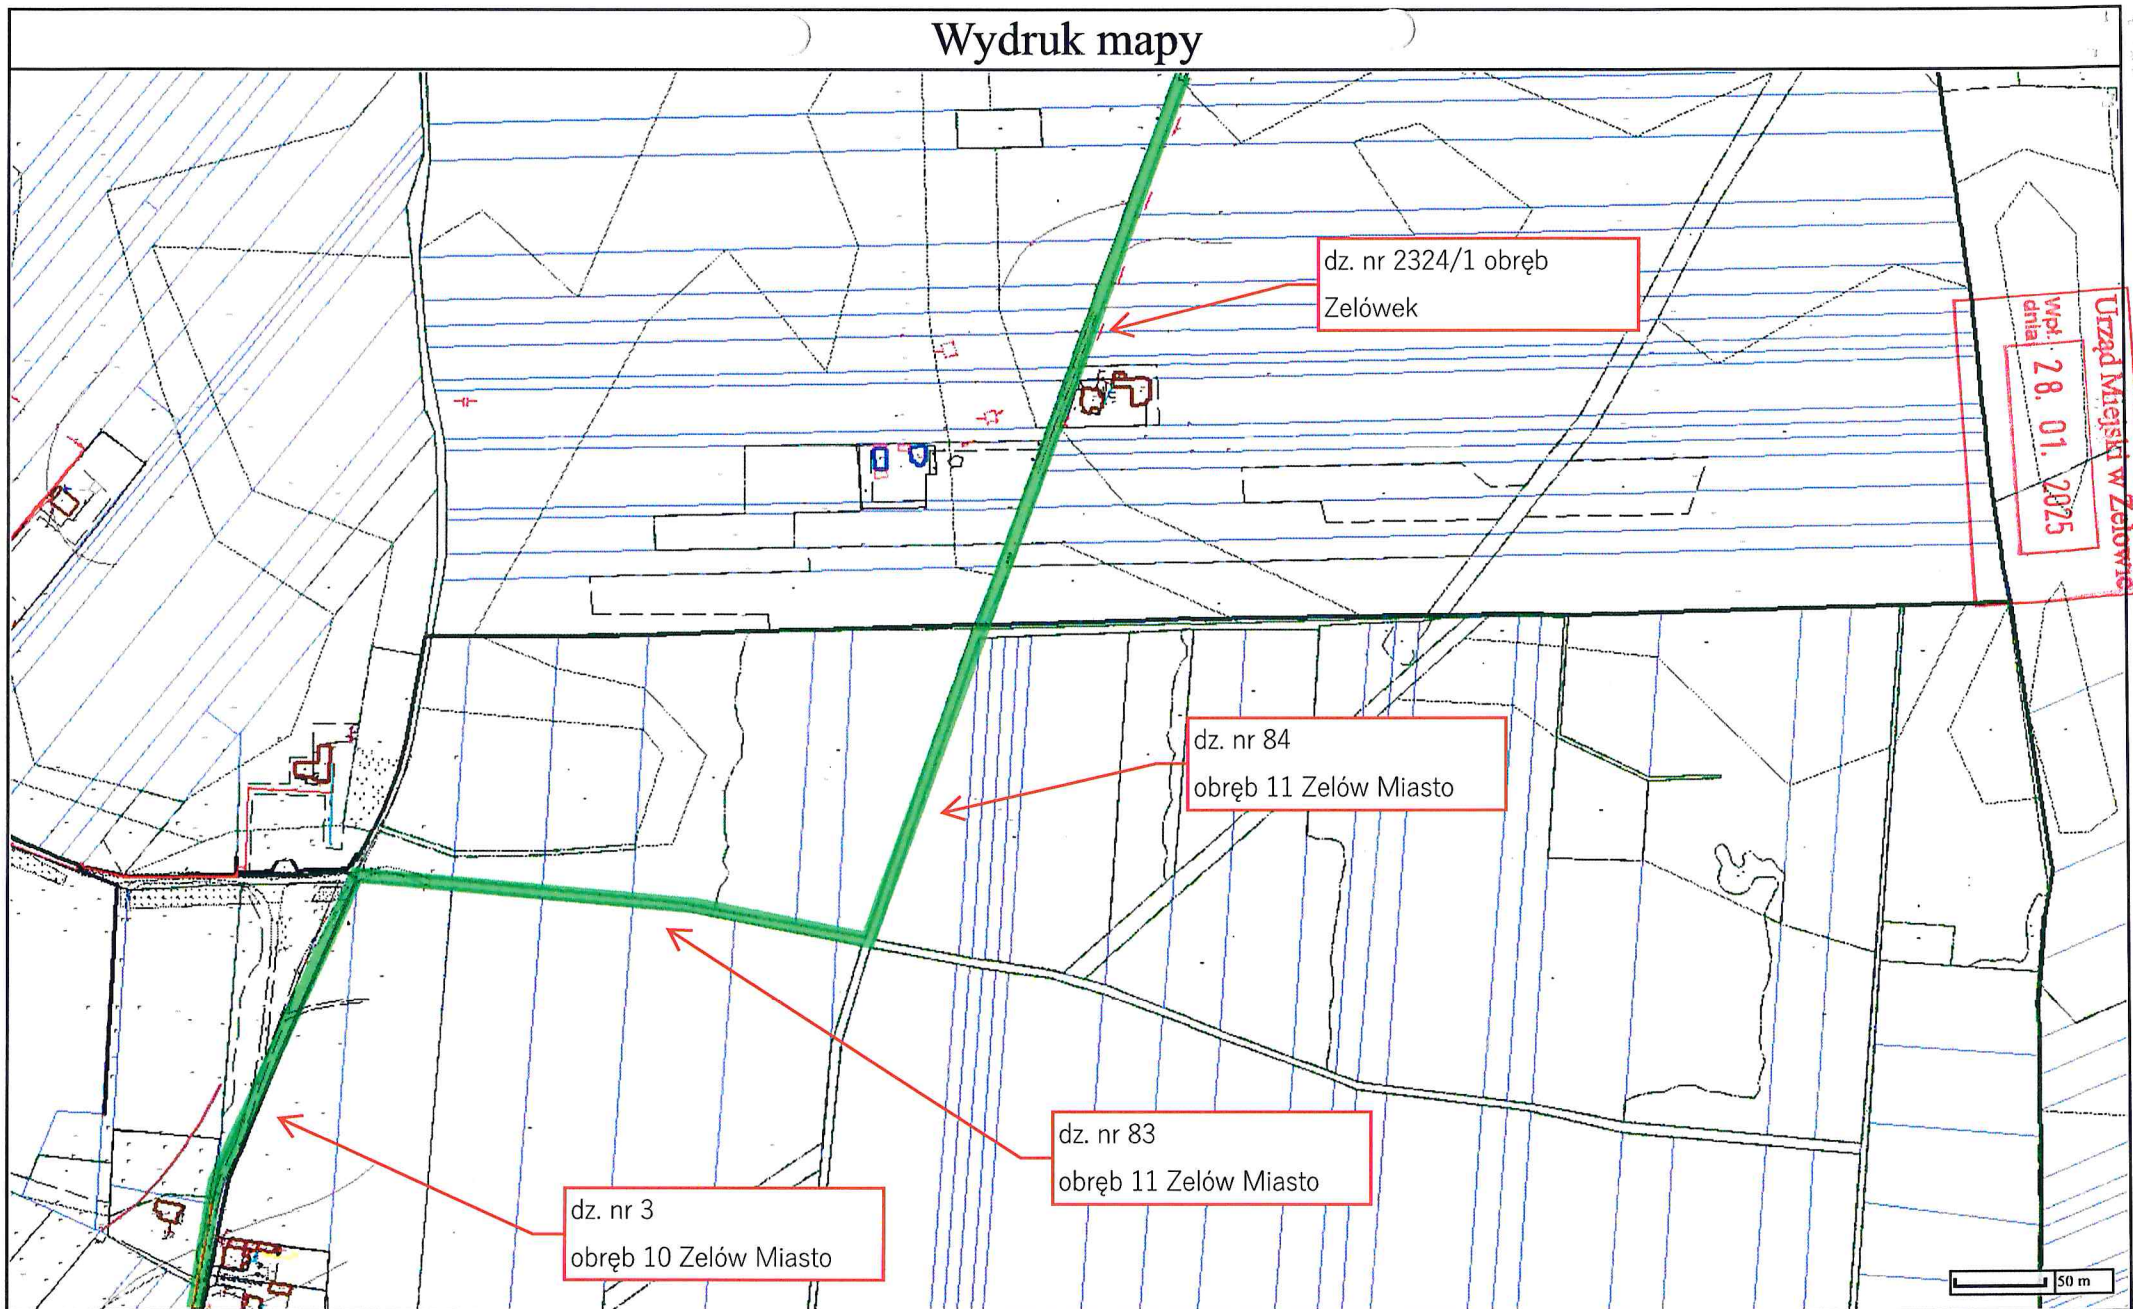 Wydruk mapy
dz. nr 2324/1 obręb
Zelówek
Urząd Miejski w Zelowie
Wpł.
dnia
28. 01. 2025
dz. nr 84
obręb 11 Zelów Miasto
dz. nr 83
obręb 11 Zelów Miasto
dz. nr 3
obręb 10 Zelów Miasto
50 m